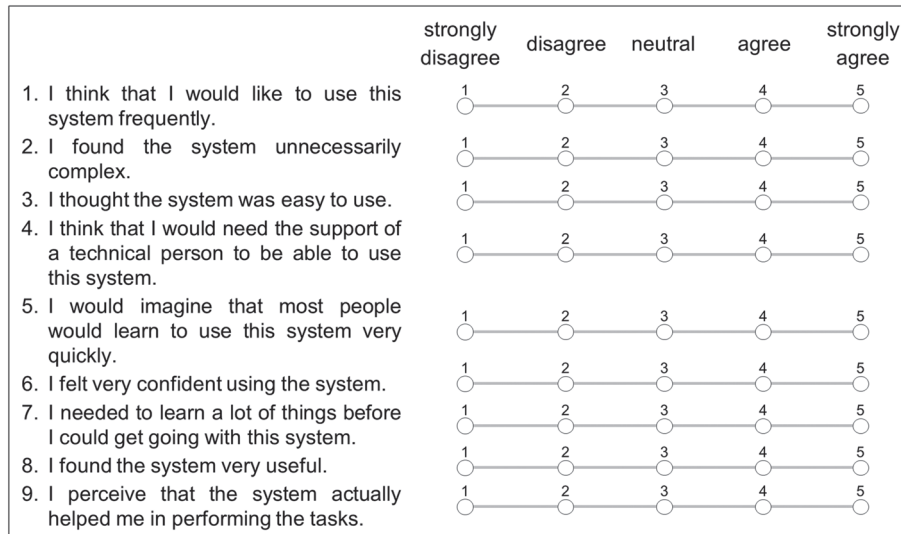 strongly disagree neutral agree strongly
disagree agree
1 2 3 4 5
1. I think that I would like to use this
system frequently.
1 2 3 4 5
2. I found the system unnecessarily
complex.
1 2 3 4 5
3. I thought the system was easy to use.
1 2 3 4 5
4. I think that I would need the support of
a technical person to be able to use
this system.
1 2 3 4 5
5. I would imagine that most people
would learn to use this system very
quickly.
1 2 3 4 5
6. I felt very confident using the system.
1 2 3 4 5
7. I needed to learn a lot of things before
I could get going with this system.
1 2 3 4 5
8. I found the system very useful.
1 2 3 4 5
9. I perceive that the system actually
helped me in performing the tasks.
1 2 3 4 5